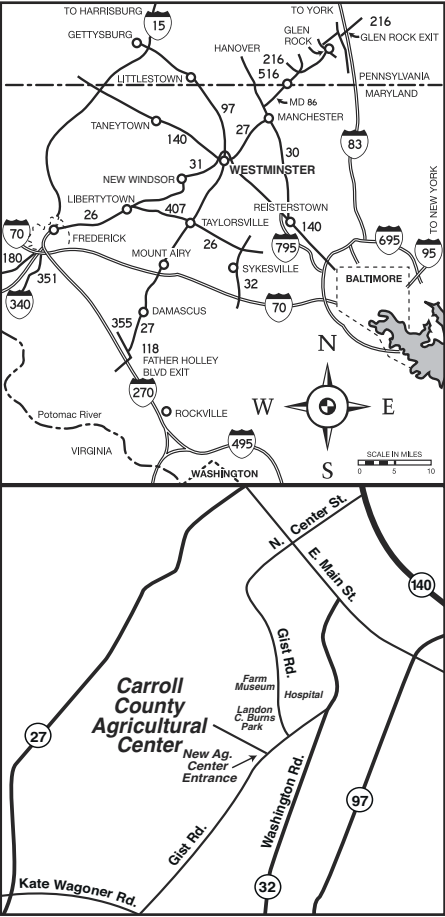 TO HARRISBURG
15
GETTYSBURG
TO YORK
216
GLEN
ROCK
GLEN ROCK EXIT
HANOVER
216
LITTLESTOWN
516
PENNSYLVANIA
MARYLAND
97
MD 86
TANEYTOWN
MANCHESTER
140
27
30
83
31
WESTMINSTER
NEW WINDSOR
TO NEW YORK
LIBERTYTOWN
407
REISTERSTOWN
26
TAYLORSVILLE
140
70
FREDERICK
26
795
695
95
180
MOUNT AIRY
SYKESVILLE
351
32
BALTIMORE
340
70
DAMASCUS
355
27
118
FATHER HOLLEY
BLVD EXIT
N
270
W
E
Potomac River
ROCKVILLE
VIRGINIA
495
S
SCALE IN MILES
0 5 10
WASHINGTON
N. Center St.
E. Main St.
140
Gist Rd.
Farm
Museum
Hospital
Carroll
County
Agricultural
Center
Landon
C. Burns
Park
27
New Ag.
Center
Entrance
Washington Rd.
97
Gist Rd.
Kate Wagoner Rd.
32